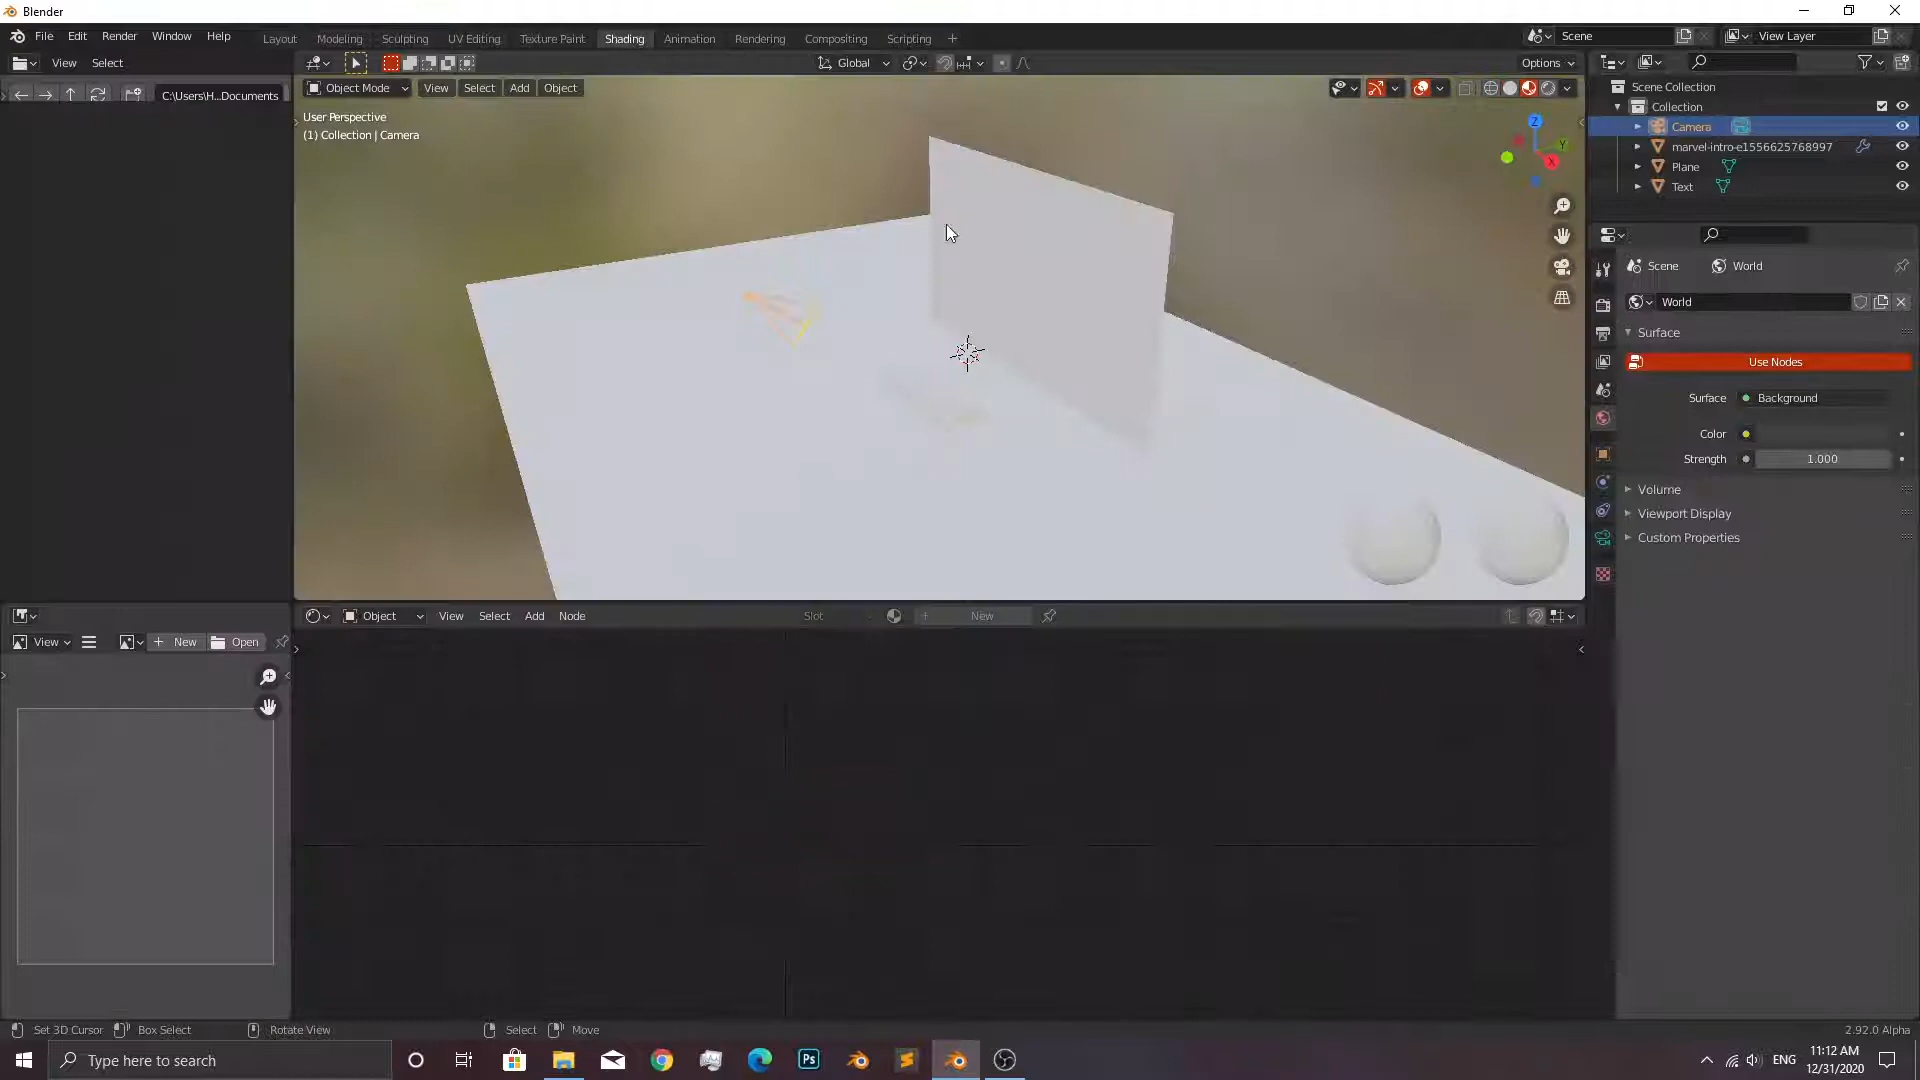 Blender
File Edit Render Window Help
Layout Modeling Sculpting UV Editing Texture Paint Shading Animation Rendering Compositing Scripting
Scene
View Layer
View Select
Global
Options
C:\Users\H...Documents
Object Mode
View Select Add Object
User Perspective
(1) Collection | Camera
Z
Y
X
Scene Collection
Collection
Camera
marvel-intro-e1556625768997
Plane
Text
Scene
World
World
Surface
Use Nodes
Surface
Background
Color
Strength
1.000
Volume
Viewport Display
Custom Properties
Object
View Select Add Node
Slot
New
View
New
Open
Set 3D Cursor
Box Select
Rotate View
Select
Move
2.92.0 Alpha
Type here to search
Ps
ENG
11:12 AM
12/31/2020